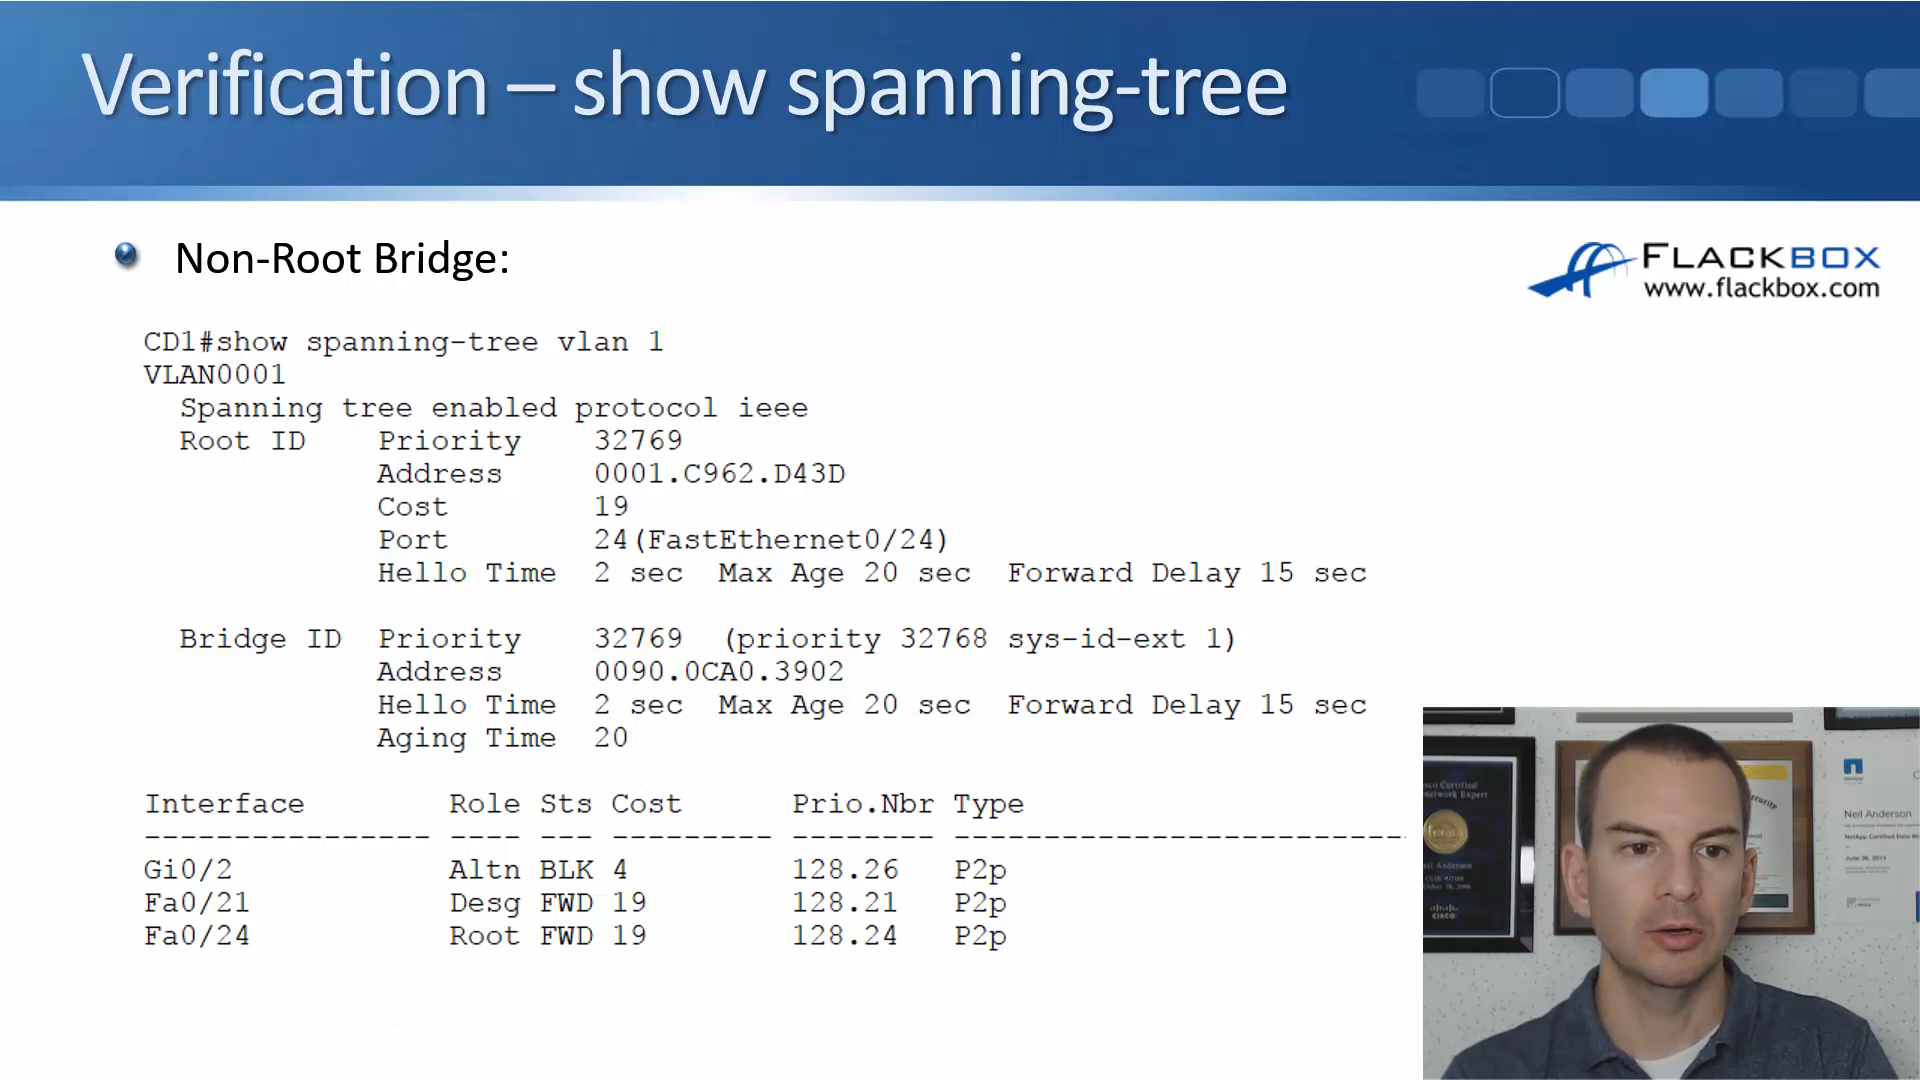 Verification – show spanning-tree
Non-Root Bridge:
FLACKBOX
www.flackbox.com
CD1#show spanning-tree vlan 1
VLAN0001
Spanning tree enabled protocol ieee
Root ID Priority 32769
Address 0001.C962.D43D
Cost 19
Port 24(FastEthernet0/24)
Hello Time 2 sec Max Age 20 sec Forward Delay 15 sec
Bridge ID Priority 32769 (priority 32768 sys-id-ext 1)
Address 0090.0CA0.3902
Hello Time 2 sec Max Age 20 sec Forward Delay 15 sec
Aging Time 20
Interface Role Sts Cost Prio.Nbr Type
---------------- ---- --- --------- -------- --------------------------
Gi0/2 Altn BLK 4 128.26 P2p
Fa0/21 Desg FWD 19 128.21 P2p
Fa0/24 Root FWD 19 128.24 P2p
Neil Anderson
CISCO